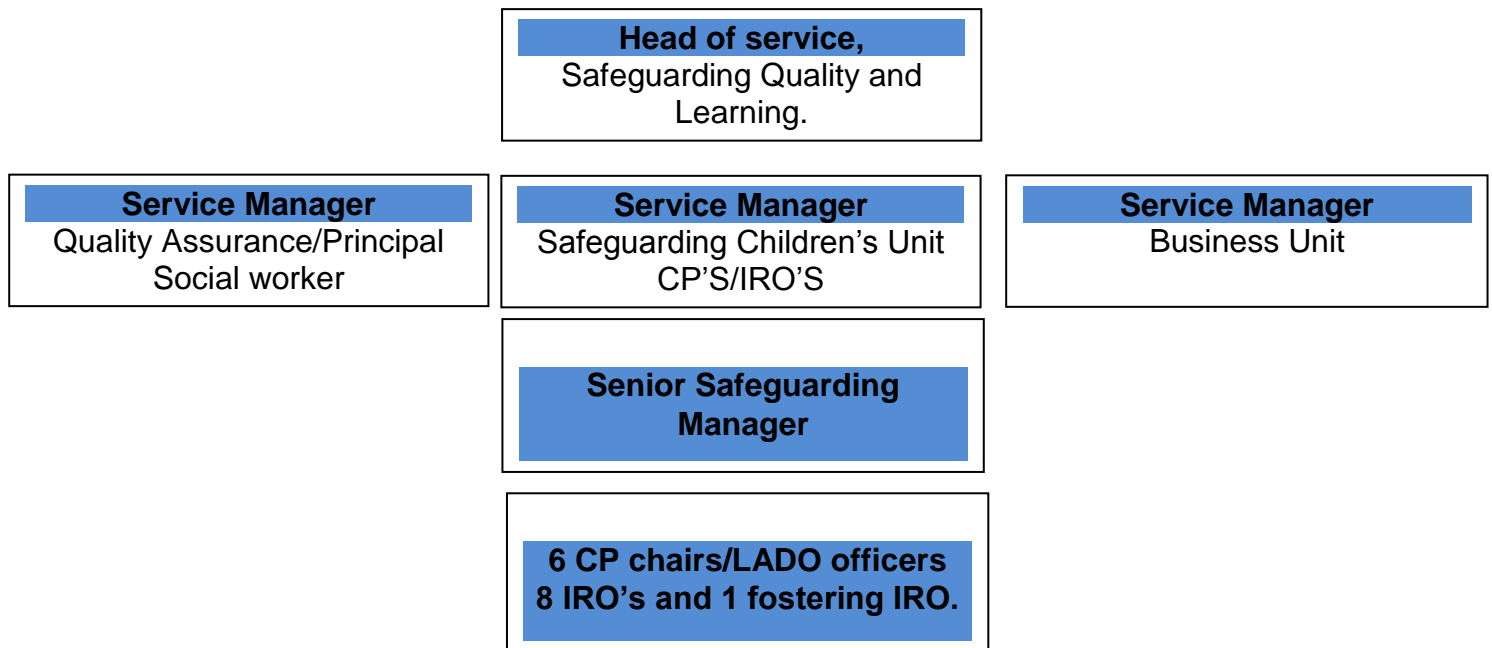 Head of service,
Safeguarding Quality and
Learning.
Service Manager
Quality Assurance/Principal
Social worker
Service Manager
Safeguarding Children's Unit
CP'S/IRO'S
Service Manager
Business Unit
Senior Safeguarding
Manager
6 CP chairs/LADO officers
8 IRO's and 1 fostering IRO.